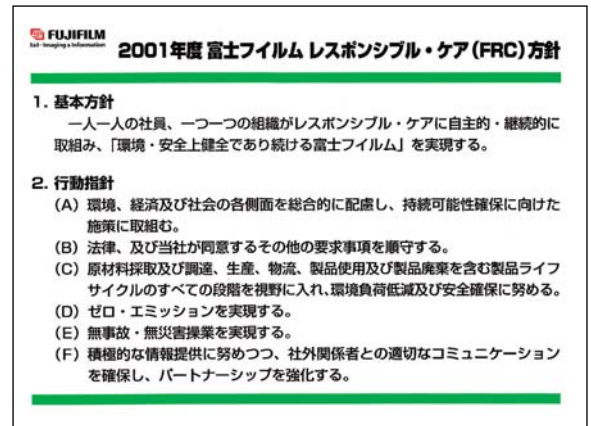 FUJIFILM
I&I-Imaging & Information
2001年度 富士フイルム レスポンシブル・ケア(FRC)方針
1. 基本方針
一人一人の社員、一つ一つの組織がレスポンシブル・ケアに自主的・継続的に
取組み、「環境・安全上健全であり続ける富士フイルム」を実現する。
2. 行動指針
(A) 環境、経済及び社会の各側面を総合的に配慮し、持続可能性確保に向けた
施策に取組む。
(B) 法律、及び当社が同意するその他の要求事項を順守する。
(C) 原材料採取及び調達、生産、物流、製品使用及び製品廃棄を含む製品ライフ
サイクルのすべての段階を視野に入れ、環境負荷低減及び安全確保に努める。
(D) ゼロ・エミッションを実現する。
(E) 無事故・無災害操業を実現する。
(F) 積極的な情報提供に努めつつ、社外関係者との適切なコミュニケーション
を確保し、パートナーシップを強化する。